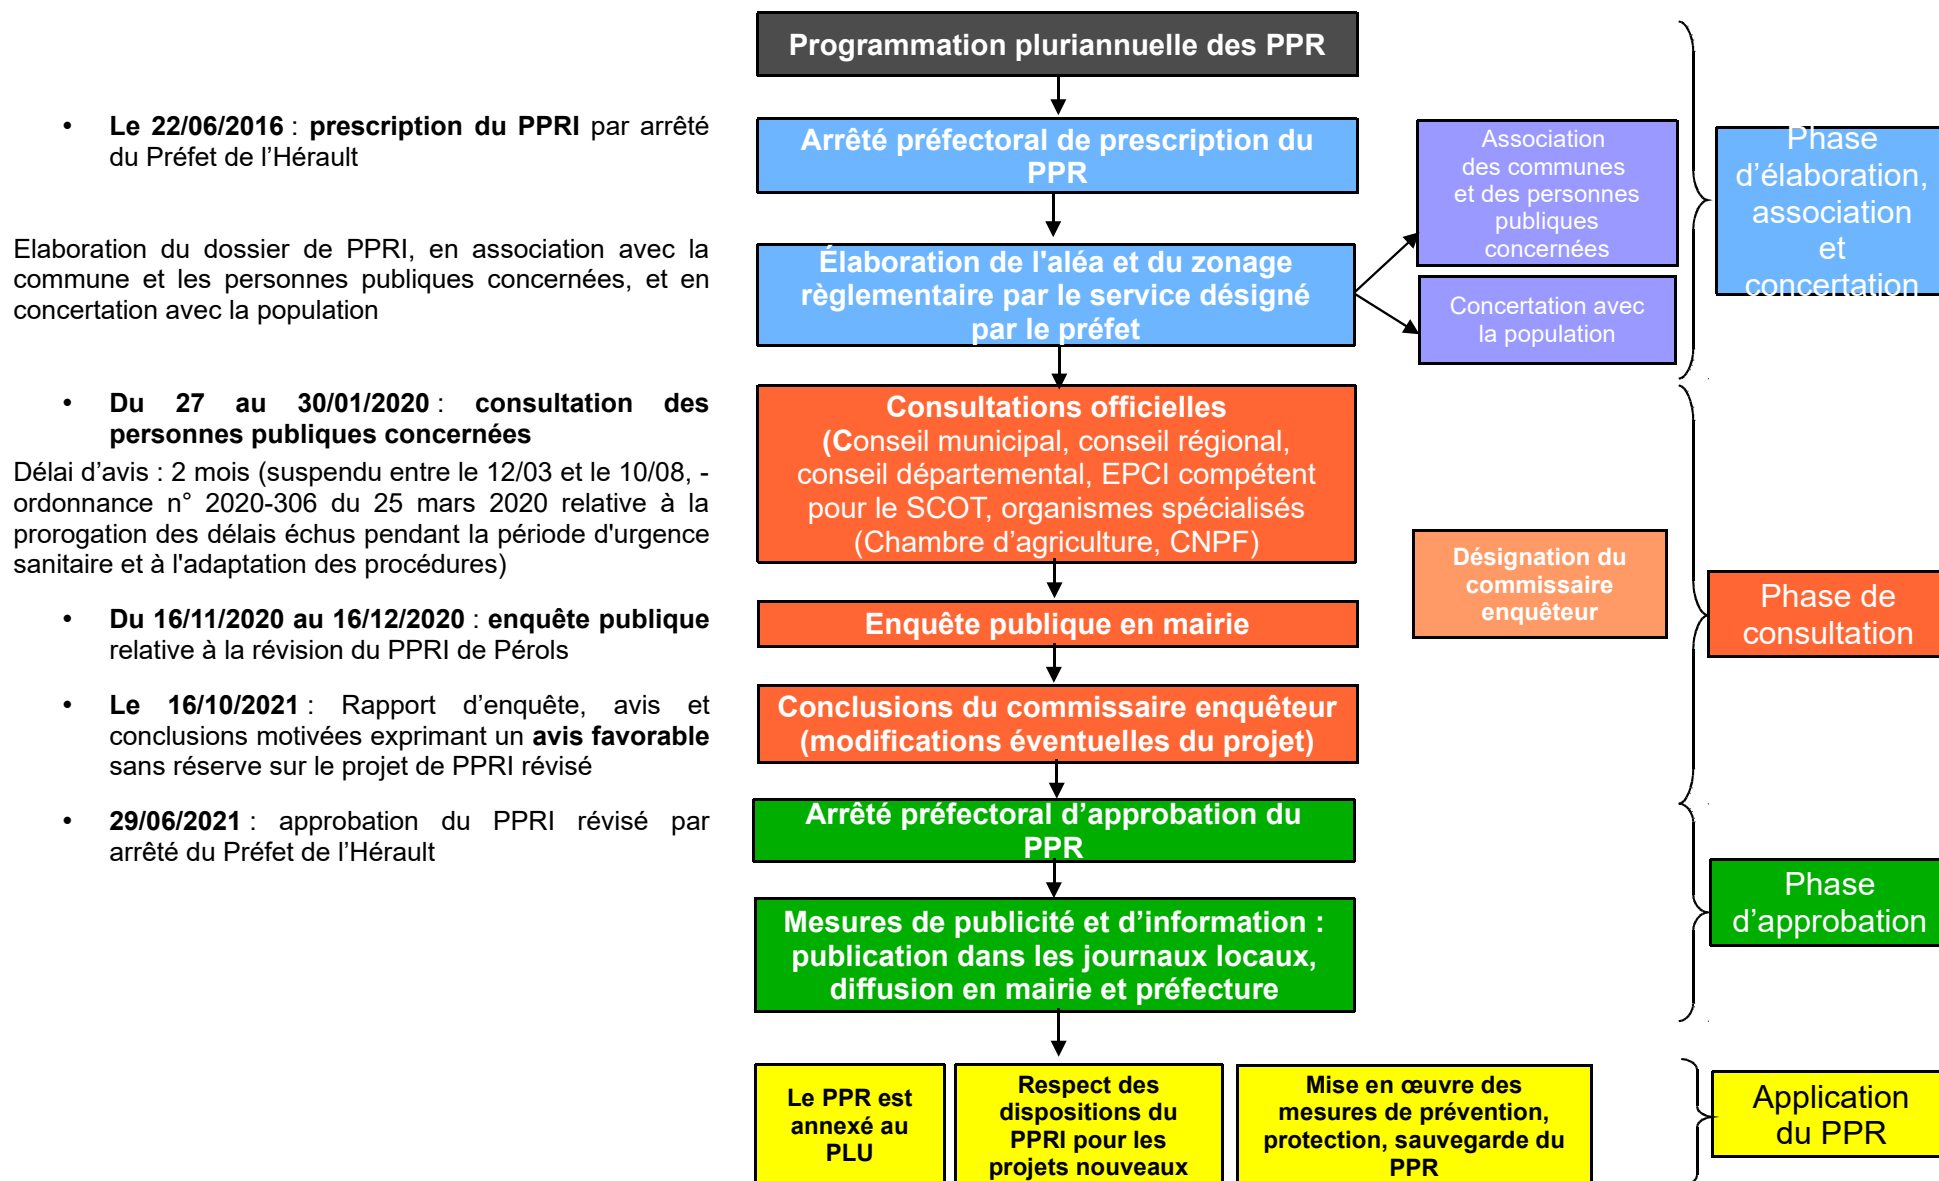 Programmation pluriannuelle des PPR
• Le 22/06/2016 : prescription du PPRI par arrêté
du Préfet de l’Hérault
Arrêté préfectoral de prescription du
PPR
Association
des communes
et des personnes
publiques
concernées
Phase
d’élaboration,
association
et
concertation
Elaboration du dossier de PPRI, en association avec la
commune et les personnes publiques concernées, et en
concertation avec la population
Élaboration de l'aléa et du zonage
règlementaire par le service désigné
par le préfet
Concertation avec
la population
• Du 27 au 30/01/2020 : consultation des
personnes publiques concernées
Délai d’avis : 2 mois (suspendu entre le 12/03 et le 10/08, -
ordonnance n° 2020-306 du 25 mars 2020 relative à la
prorogation des délais échus pendant la période d'urgence
sanitaire et à l'adaptation des procédures)
Consultations officielles
(Conseil municipal, conseil régional,
conseil départemental, EPCI compétent
pour le SCOT, organismes spécialisés
(Chambre d’agriculture, CNPF)
Désignation du
commissaire
enquêteur
Phase de
consultation
• Du 16/11/2020 au 16/12/2020 : enquête publique
relative à la révision du PPRI de Pérols
Enquête publique en mairie
• Le 16/10/2021 : Rapport d’enquête, avis et
conclusions motivées exprimant un avis favorable
sans réserve sur le projet de PPRI révisé
Conclusions du commissaire enquêteur
(modifications éventuelles du projet)
• 29/06/2021 : approbation du PPRI révisé par
arrêté du Préfet de l’Hérault
Arrêté préfectoral d’approbation du
PPR
Mesures de publicité et d’information :
publication dans les journaux locaux,
diffusion en mairie et préfecture
Phase
d’approbation
Le PPR est
annexé au
PLU
Respect des
dispositions du
PPRI pour les
projets nouveaux
Mise en œuvre des
mesures de prévention,
protection, sauvegarde du
PPR
Application
du PPR